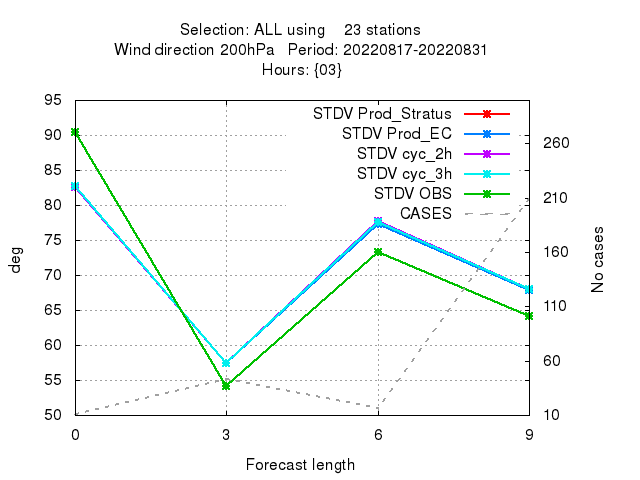 Selection: ALL using    23 stations
Wind direction 200hPa   Period: 20220817-20220831
Hours: {03}
95
90
85
80
75
70
65
60
55
50
deg
STDV Prod_Stratus
STDV Prod_EC
STDV cyc_2h
STDV cyc_3h
STDV OBS
CASES
260
210
160
110
60
10
No cases
0 3 6 9
Forecast length